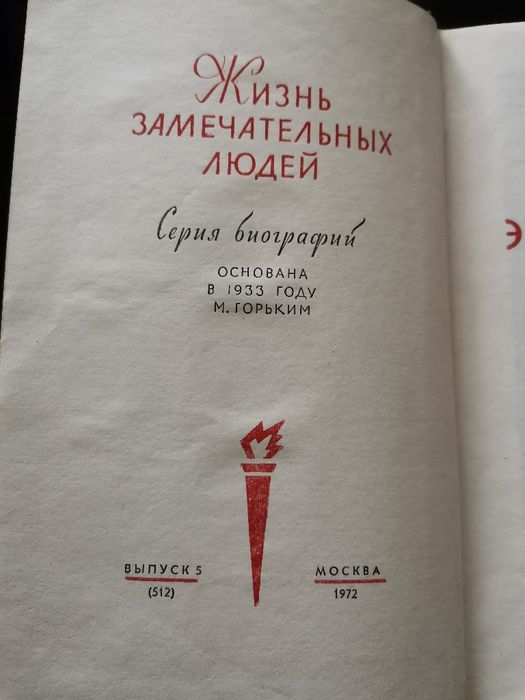 Жизнь
ЗАМЕЧАТЕЛЬНЫХ
ЛЮДЕЙ
Серия биографий
ОСНОВАНА
В 1933 ГОДУ
М. ГОРЬКИМ
ВЫПУСК 5
(512)
МОСКВА
1972
Э